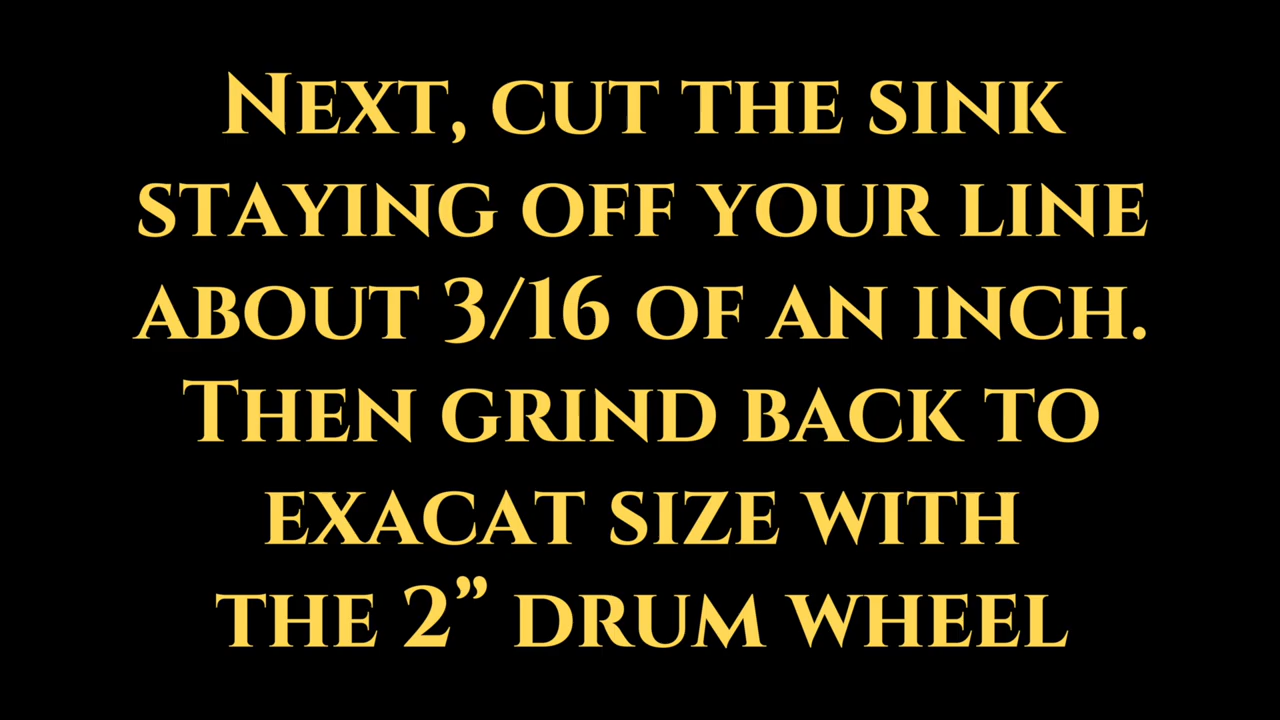 Next, cut the sink
staying off your line
about 3/16 of an inch.
Then grind back to
exacat size with
the 2” drum wheel